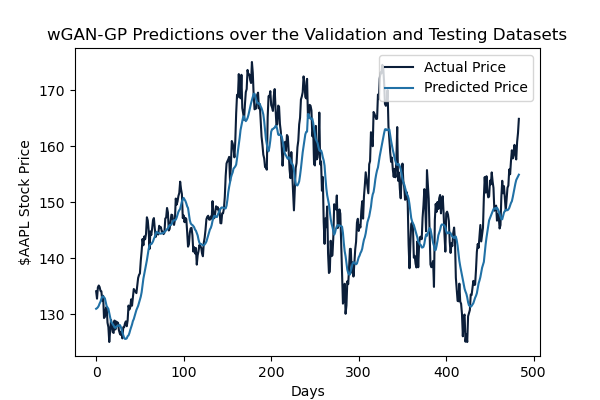 wGAN-GP Predictions over the Validation and Testing Datasets
Actual Price
Predicted Price
$AAPL Stock Price
170
160
150
140
130
0 100 200 300 400 500
Days